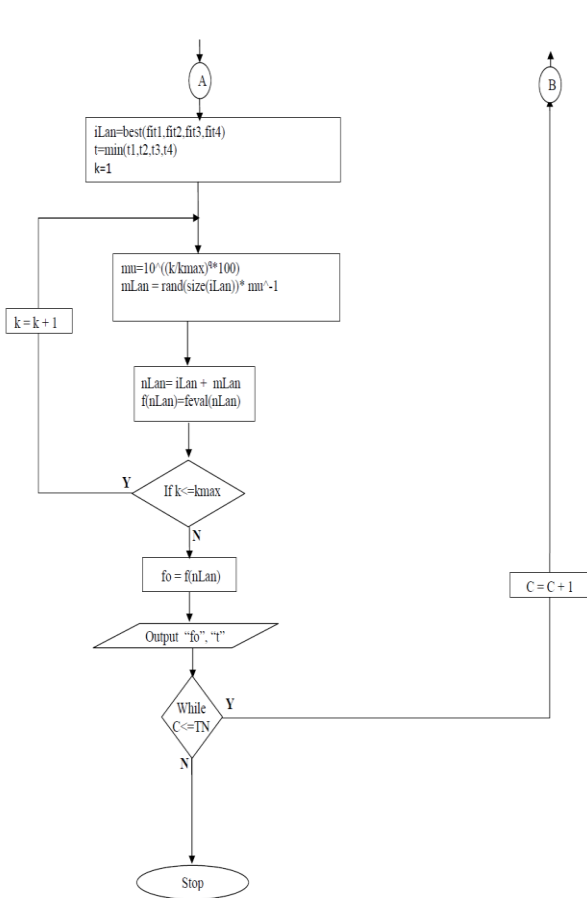 A
B
iLan=best(fit1,fit2,fit3,fit4)
t=min(t1,t2,t3,t4)
k=1
mu=10^((k/kmax)^q*100)
mLan = rand(size(iLan))* mu^-1
k = k + 1
nLan= iLan + mLan
f(nLan)=feval(nLan)
Y
If k<=kmax
N
fo = f(nLan)
C = C + 1
Output “fo”, “t”
While
C<=TN
Y
N
Stop